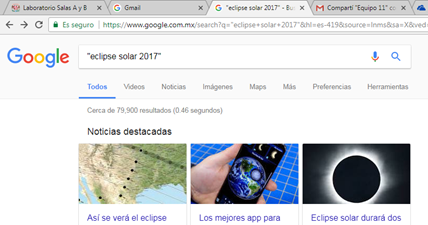 Laboratorio Salas A y B
Gmail
"eclipse solar 2017" - Bu
Compartí "Equipo 11" co
Es seguro
https://www.google.com.mx/search?q="eclipse+solar+2017"&hl=es-419&source=lnms&sa=X&ved
Google
"eclipse solar 2017"
Todos Videos Noticias Imágenes Maps Más Preferencias Herramientas
Cerca de 79,900 resultados (0.46 segundos)
Noticias destacadas
Así se verá el eclipse
Los mejores app para
Eclipse solar durará dos